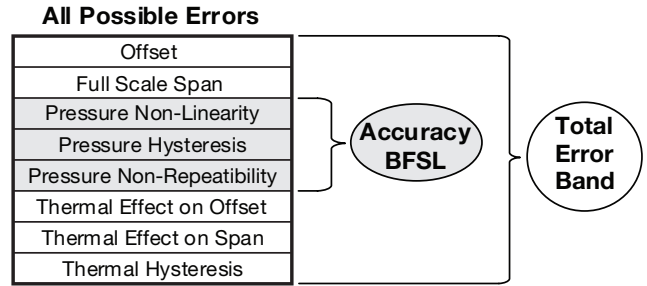 All Possible Errors
Offset
Full Scale Span
Pressure Non-Linearity
Pressure Hysteresis
Pressure Non-Repeatibility
Thermal Effect on Offset
Thermal Effect on Span
Thermal Hysteresis
Accuracy
BFSL
Total
Error
Band